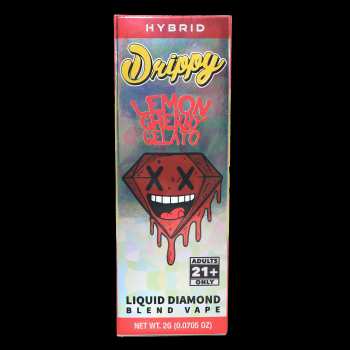 HYBRID
Drippy
LEMON
CHERRY
GELATO
ADULTS
21+
ONLY
LIQUID DIAMOND
BLEND VAPE
NET WT. 2G (0.0705 OZ)